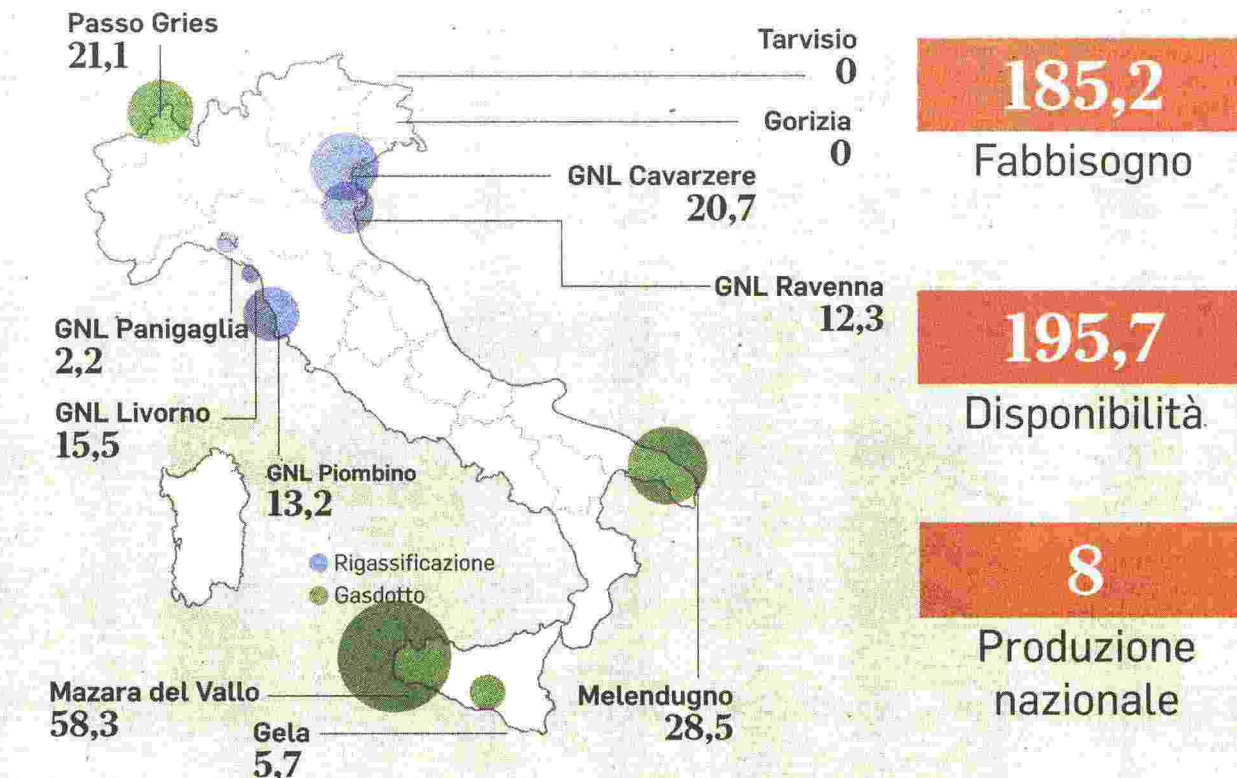 Passo Gries
21,1
Tarvisio
0
Gorizia
0
GNL Cavarzere
20,7
GNL Ravenna
12,3
GNL Panigaglia
2,2
GNL Livorno
15,5
GNL Piombino
13,2
Rigassificazione
Gasdotto
Mazara del Vallo
58,3
Gela
5,7
Melendugno
28,5
185,2
Fabbisogno
195,7
Disponibilità
8
Produzione
nazionale